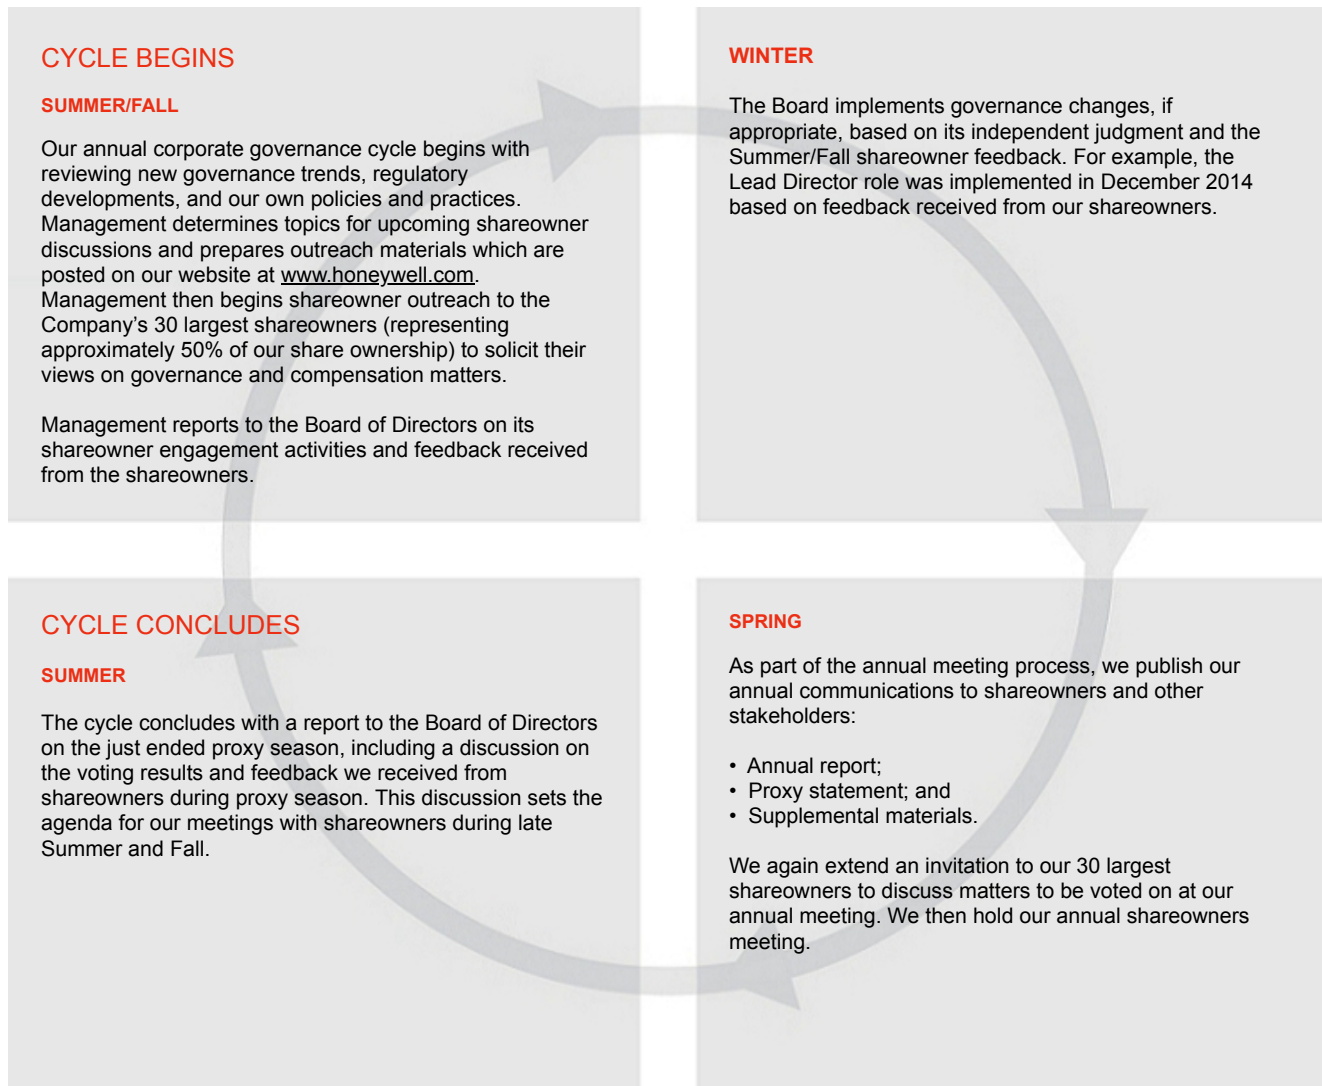 CYCLE BEGINS
SUMMER/FALL
Our annual corporate governance cycle begins with
reviewing new governance trends, regulatory
developments, and our own policies and practices.
Management determines topics for upcoming shareowner
discussions and prepares outreach materials which are
posted on our website at www.honeywell.com.
Management then begins shareowner outreach to the
Company’s 30 largest shareowners (representing
approximately 50% of our share ownership) to solicit their
views on governance and compensation matters.
Management reports to the Board of Directors on its
shareowner engagement activities and feedback received
from the shareowners.
WINTER
The Board implements governance changes, if
appropriate, based on its independent judgment and the
Summer/Fall shareowner feedback. For example, the
Lead Director role was implemented in December 2014
based on feedback received from our shareowners.
SPRING
As part of the annual meeting process, we publish our
annual communications to shareowners and other
stakeholders:
• Annual report;
• Proxy statement; and
• Supplemental materials.
We again extend an invitation to our 30 largest
shareowners to discuss matters to be voted on at our
annual meeting. We then hold our annual shareowners
meeting.
CYCLE CONCLUDES
SUMMER
The cycle concludes with a report to the Board of Directors
on the just ended proxy season, including a discussion on
the voting results and feedback we received from
shareowners during proxy season. This discussion sets the
agenda for our meetings with shareowners during late
Summer and Fall.